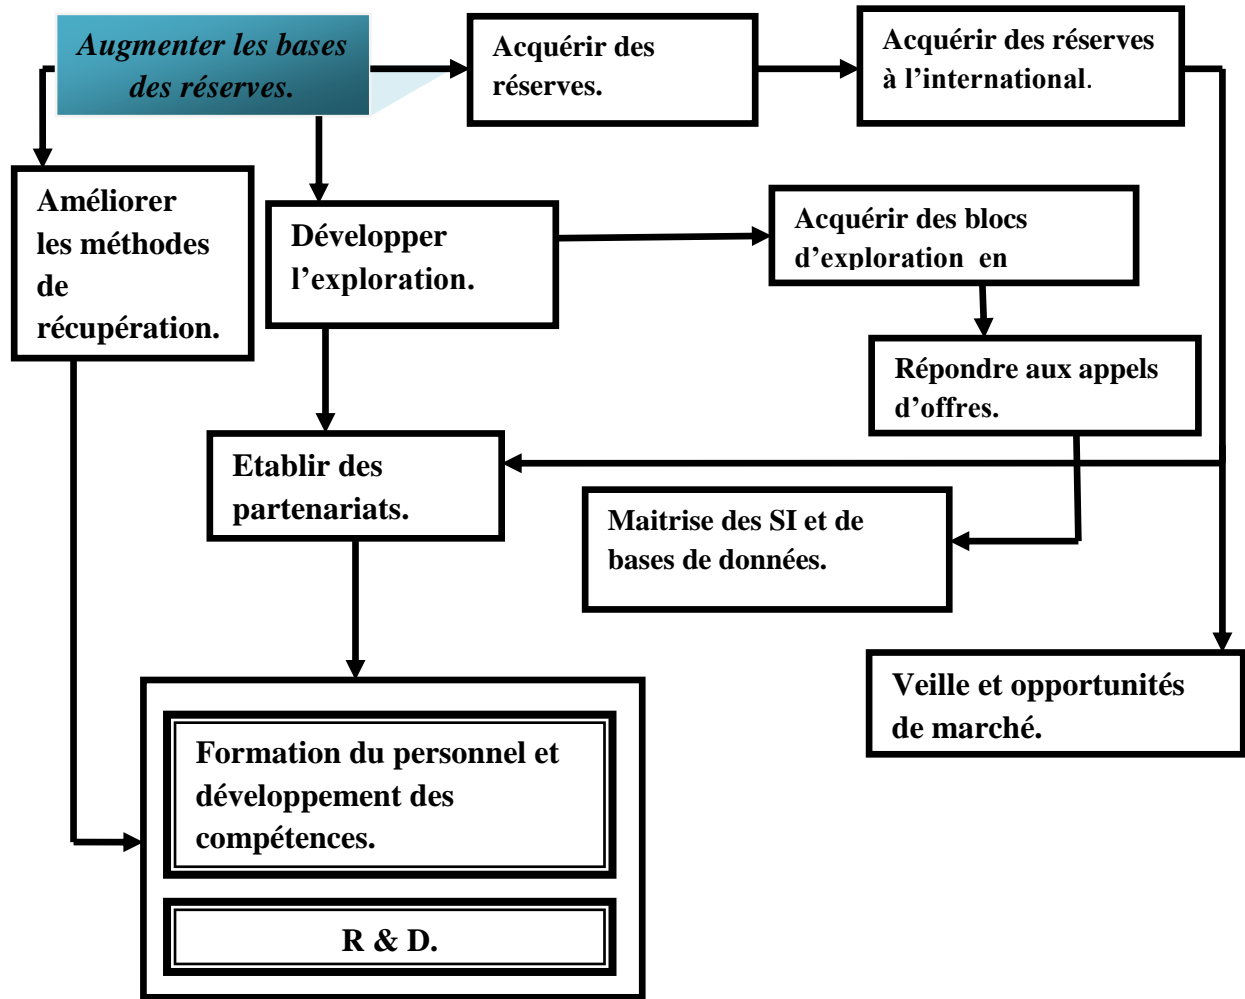 Augmenter les bases
des réserves.
Acquérir des
réserves.
Acquérir des réserves
à l’international.
Améliorer
les méthodes
de
récupération.
Développer
l’exploration.
Acquérir des blocs
d’exploration en
Répondre aux appels
d’offres.
Etablir des
partenariats.
Maitrise des SI et de
bases de données.
Veille et opportunités
de marché.
Formation du personnel et
développement des
compétences.
R & D.